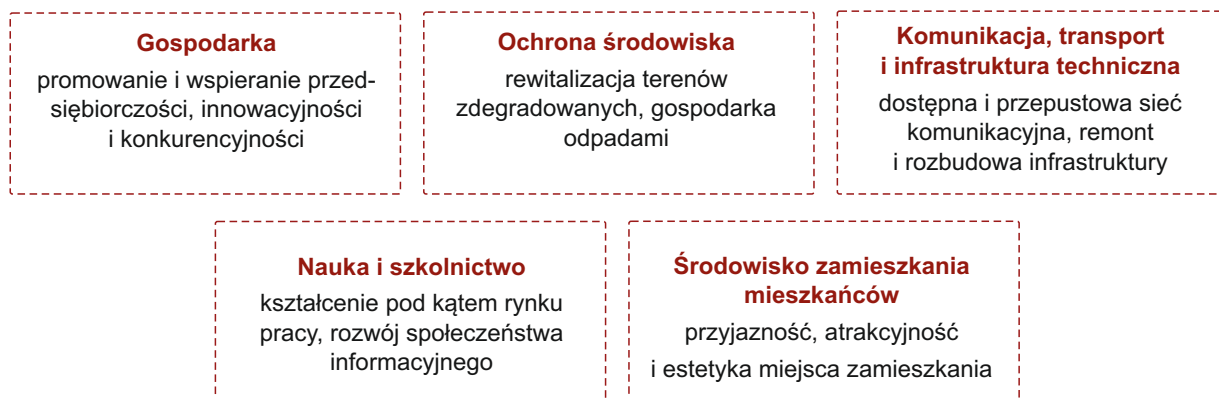 Gospodarka
promowanie i wspieranie przed-
siębiorczości, innowacyjności
i konkurencyjności
Ochrona środowiska
rewitalizacja terenów
zdegradowanych, gospodarka
odpadami
Komunikacja, transport
i infrastruktura techniczna
dostępna i przepustowa sieć
komunikacyjna, remont
i rozbudowa infrastruktury
Nauka i szkolnictwo
kształcenie pod kątem rynku
pracy, rozwój społeczeństwa
informacyjnego
Środowisko zamieszkania
mieszkańców
przyjazność, atrakcyjność
i estetyka miejsca zamieszkania